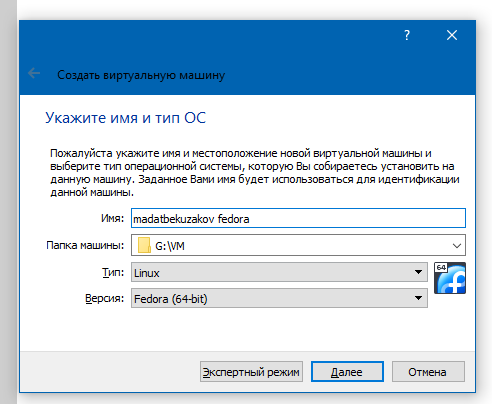 ?
Создать виртуальную машину
Укажите имя и тип ОС
Пожалуйста укажите имя и местоположение новой виртуальной машины и
выберите тип операционной системы, которую Вы собираетесь установить на
данную машину. Заданное Вами имя будет использоваться для идентификации
данной машины.
Имя: madatbekuzakov fedora
Папка машины: G:\VM
Тип: Linux
64
Версия: Fedora (64-bit)
Экспертный режим Далее Отмена